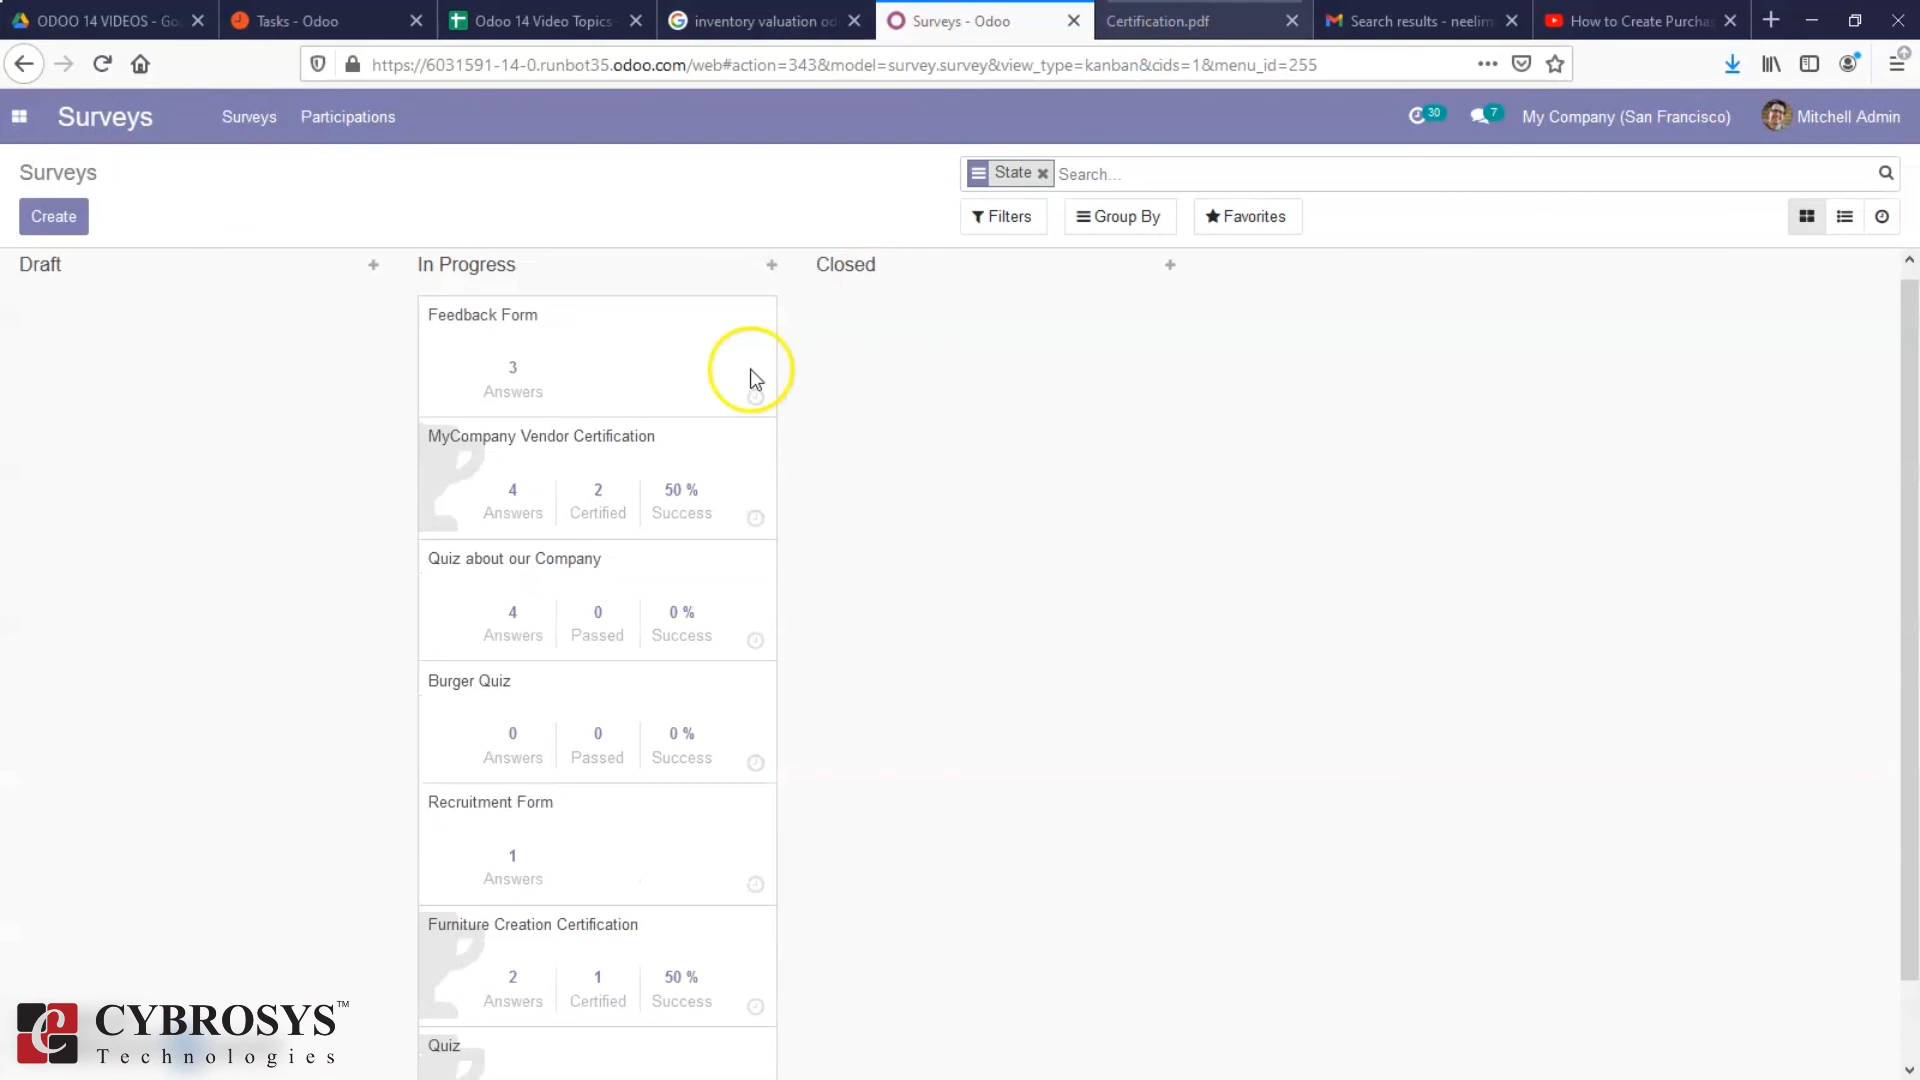 ODOO 14 VIDEOS - Go
Tasks - Odoo
Odoo 14 Video Topics -
inventory valuation od
Surveys - Odoo
Certification.pdf
Search results - neelim
How to Create Purcha
https://6031591-14-0.runbot35.odoo.com/web#action=343&model=survey.survey&view_type=kanban&cids=1&menu_id=255
Surveys
Surveys
Participations
30
7
My Company (San Francisco)
Mitchell Admin
Surveys
State
Search...
Create
Filters
Group By
Favorites
Draft
In Progress
Closed
Feedback Form
3
Answers
MyCompany Vendor Certification
4 2 50 %
Answers Certified Success
Quiz about our Company
4 0 0 %
Answers Passed Success
Burger Quiz
0 0 0 %
Answers Passed Success
Recruitment Form
1
Answers
Furniture Creation Certification
2 1 50 %
Answers Certified Success
Quiz
CYBROSYS™
Technologies